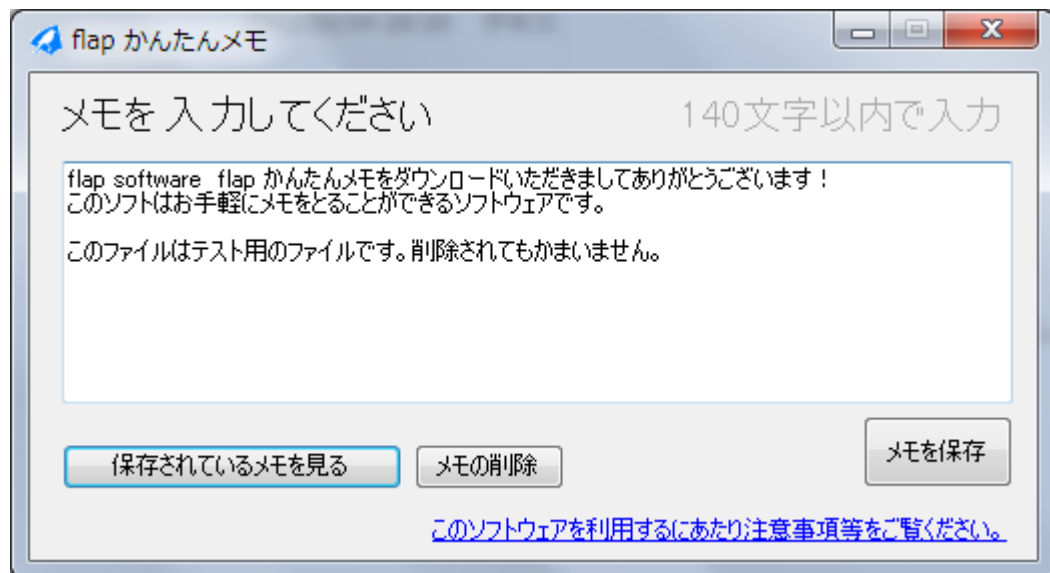 flap かんたんメモ
メモを入力してください
140文字以内で入力
flap software flap かんたんメモをダウンロードいただきましてありがとうございます！
このソフトはお手軽にメモをとることができるソフトウェアです。
このファイルはテスト用のファイルです。削除されてもかまいません。
保存されているメモを見る
メモの削除
メモを保存
このソフトウェアを利用するにあたり注意事項等をご覧ください。